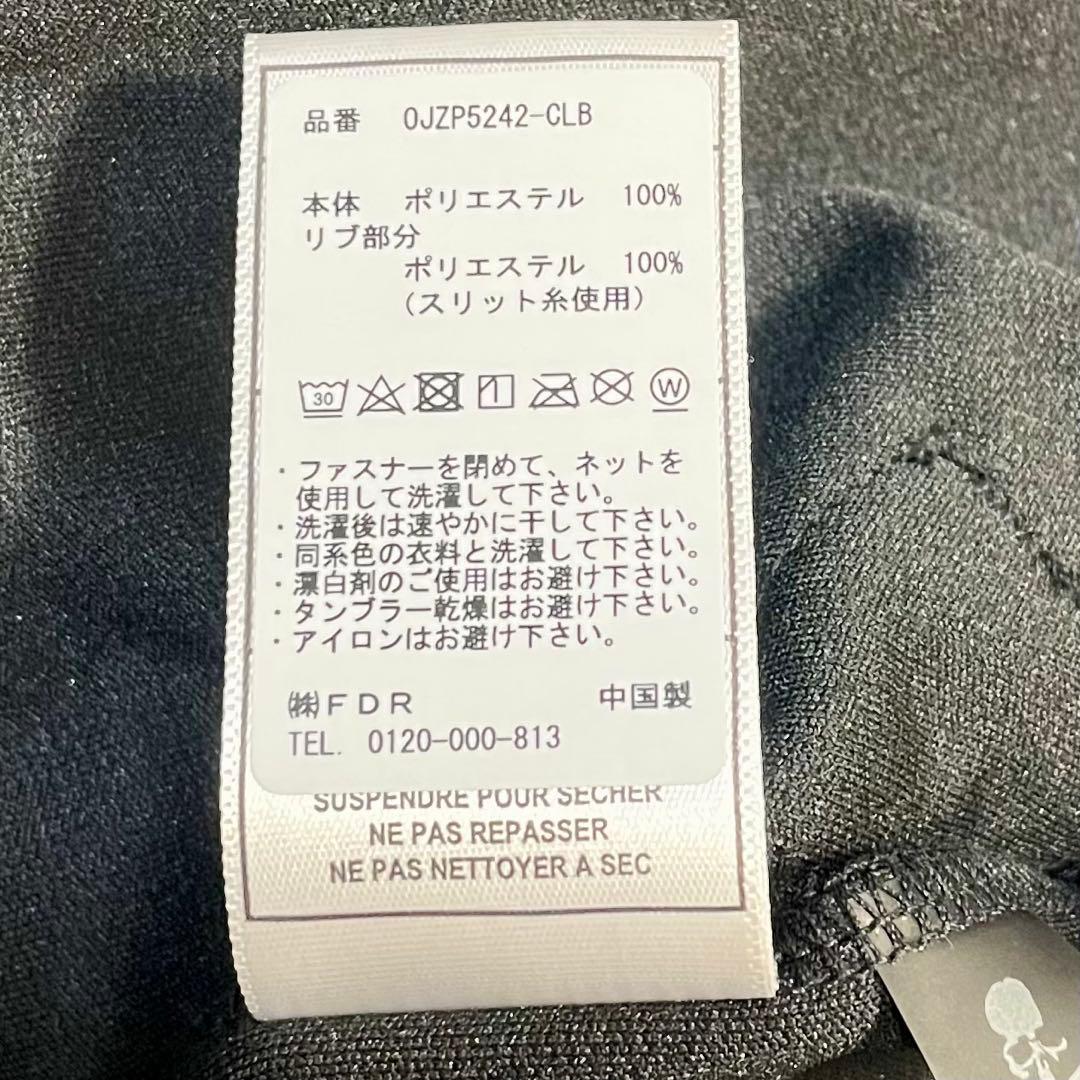 品番 OJZP5242-CLB
本体 ポリエステル 100%
リブ部分
ポリエステル 100%
(スリット糸使用)
30 W
・ファスナーを閉めて、ネットを
使用して洗濯して下さい。
・洗濯後は速やかに干して下さい。
・同系色の衣料と洗濯して下さい。
・漂白剤のご使用はお避け下さい。
・タンブラー乾燥はお避け下さい。
・アイロンはお避け下さい。
㈱FDR 中国製
TEL. 0120-000-813
SUSPENDRE POUR SECHER
NE PAS REPASSER
NE PAS NETTOYER A SEC